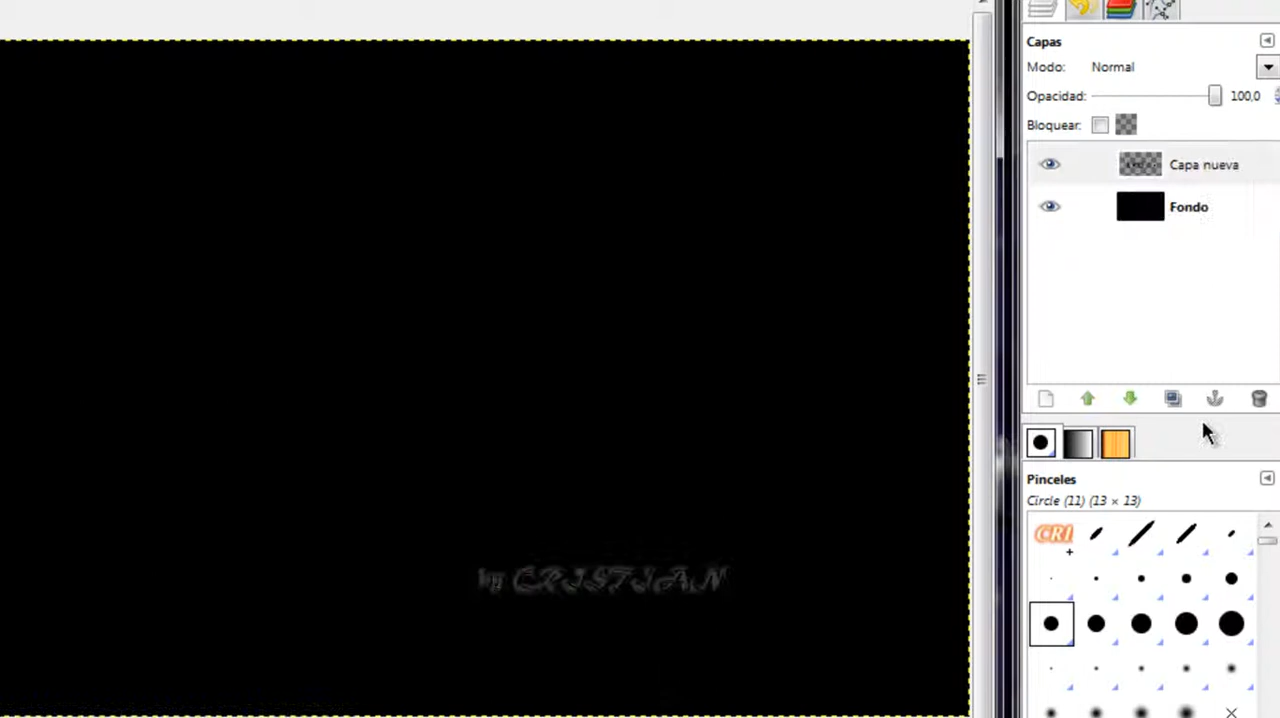 Capas
Modo: Normal
Opacidad: 100,0
Bloquear:
Capa nueva
Fondo
Pinceles
Circle (11) (13 × 13)
CRI
by CRISTIAN